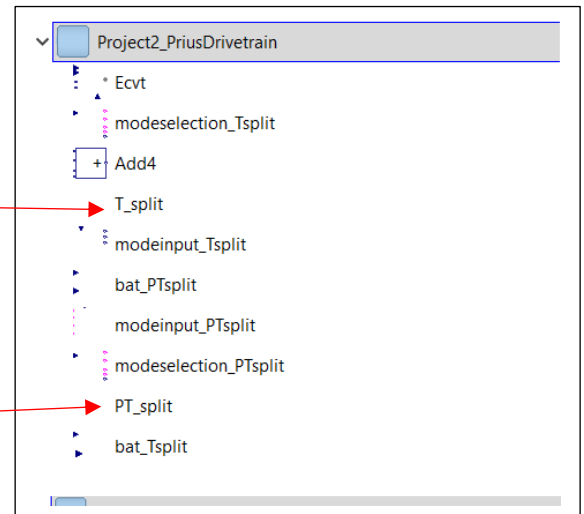 Project2_PriusDrivetrain
Ecvt
modeselection_Tsplit
+ Add4
T_split
modeinput_Tsplit
bat_PTsplit
modeinput_PTsplit
modeselection_PTsplit
PT_split
bat_Tsplit